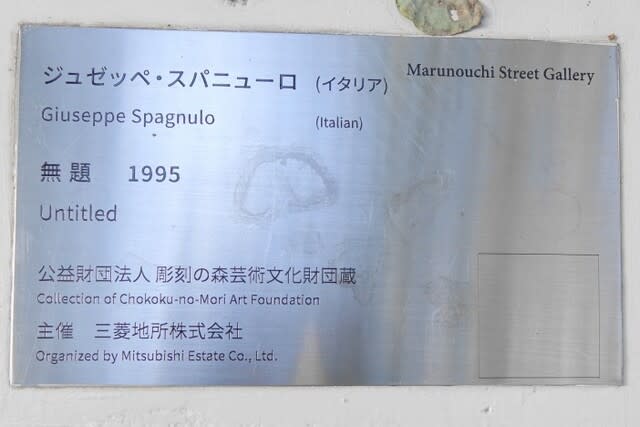 ジュゼッペ・スパニューロ (イタリア) Marunouchi Street Gallery
Giuseppe Spagnulo (Italian)
無題 1995
Untitled
公益財団法人 彫刻の森芸術文化財団蔵
Collection of Chokoku-no-Mori Art Foundation
主催 三菱地所株式会社
Organized by Mitsubishi Estate Co., Ltd.